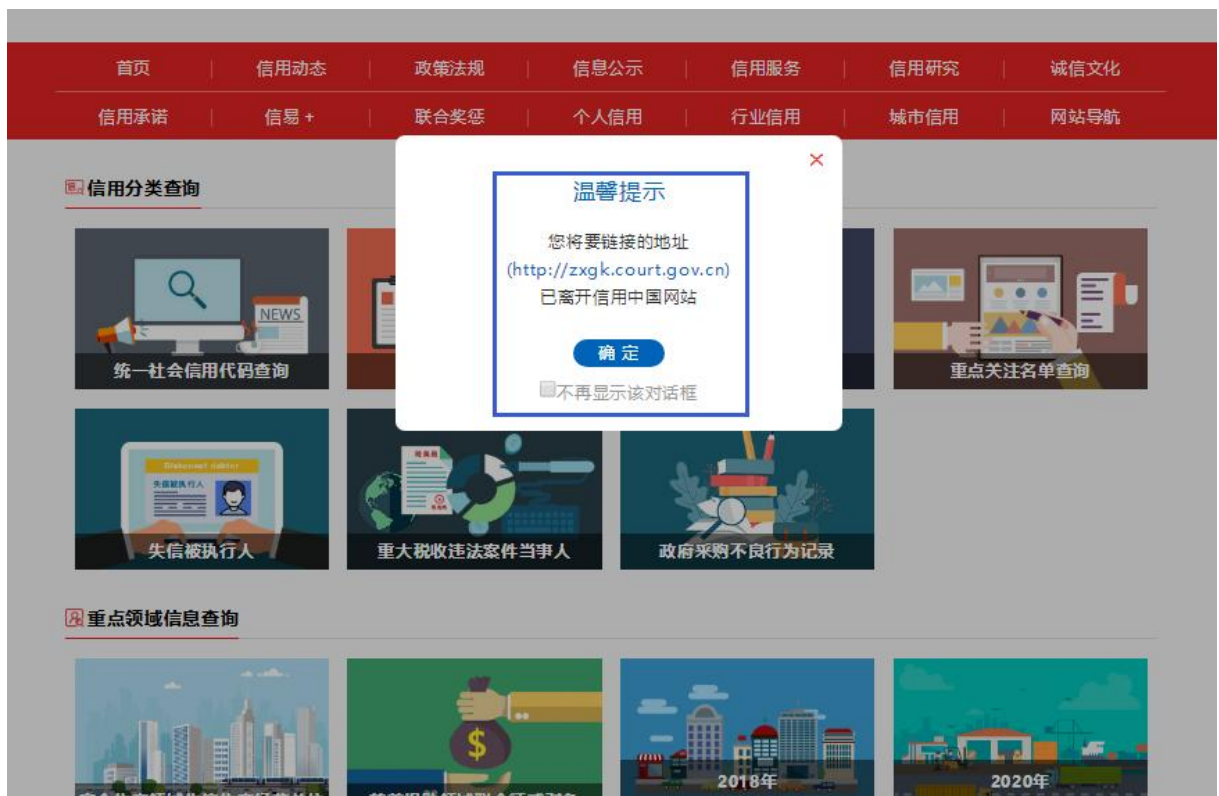 首页 信用动态 政策法规 信息公示 信用服务 信用研究 诚信文化
信用承诺 信易+ 联合奖惩 个人信用 行业信用 城市信用 网站导航
信用分类查询
温馨提示
您将要链接的地址
(http://zxgk.court.gov.cn)
已离开信用中国网站
确定
不再显示该对话框
NEWS
统一社会信用代码查询
重点关注名单查询
失信被执行人
失信被执行人
重大税收违法案件当事人
政府采购不良行为记录
重点领域信息查询
2018年
2020年